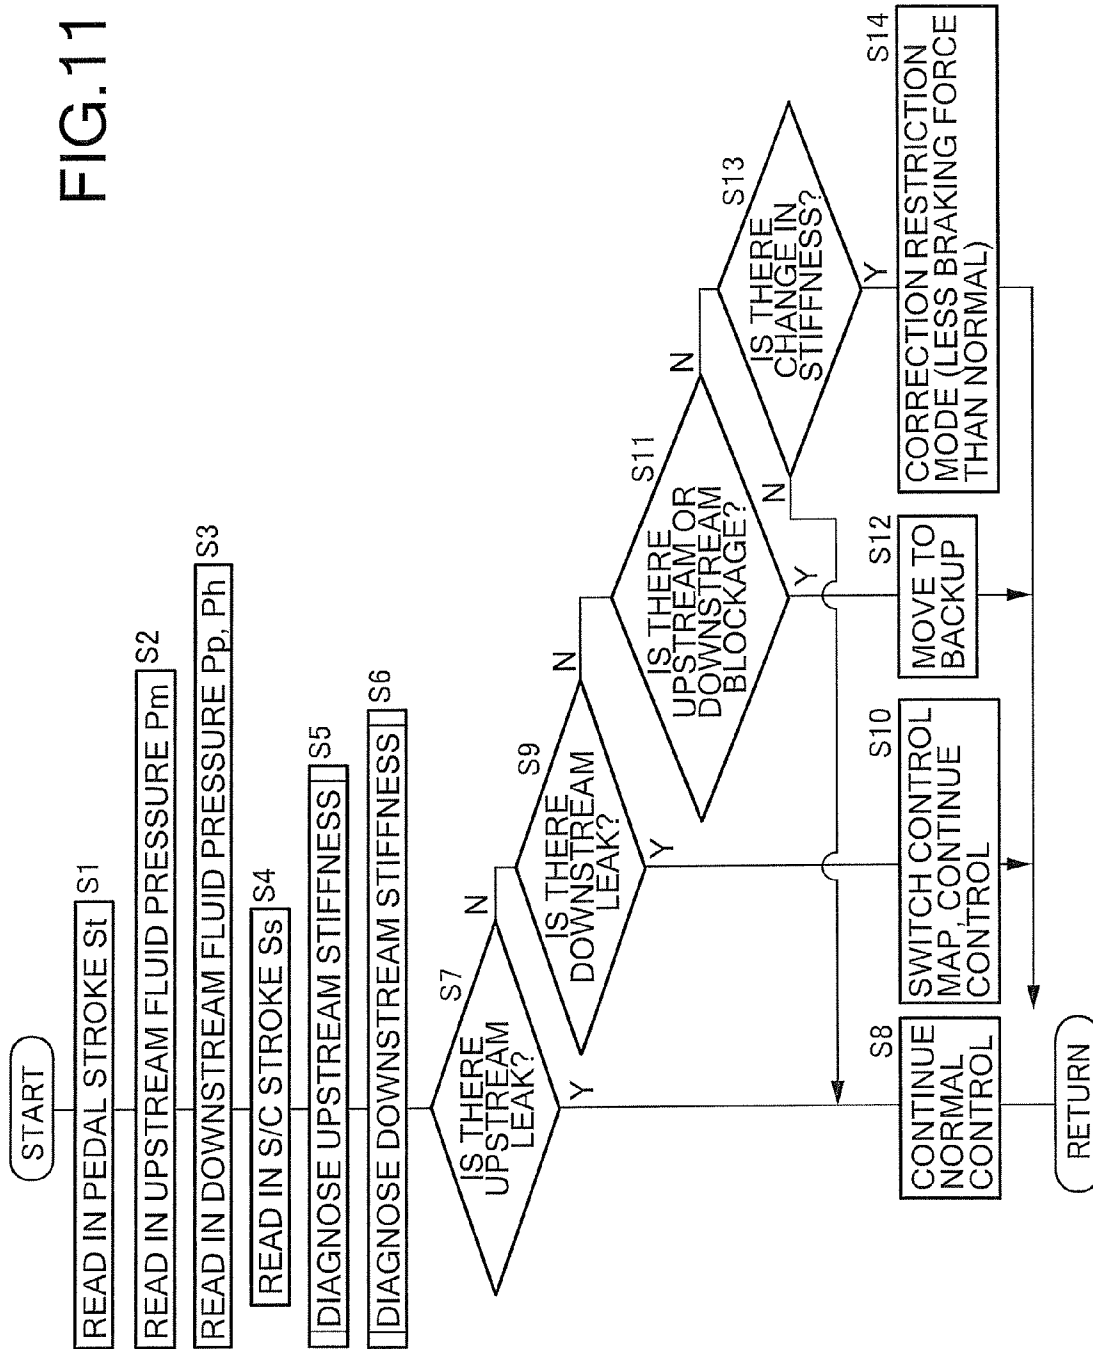 FIG.11
START
READ IN PEDAL STROKE St
S1
READ IN UPSTREAM FLUID PRESSURE Pm
S2
READ IN DOWNSTREAM FLUID PRESSURE Pp, Ph
S3
READ IN S/C STROKE Ss
S4
DIAGNOSE UPSTREAM STIFFNESS
S5
DIAGNOSE DOWNSTREAM STIFFNESS
S6
S7
IS THERE
UPSTREAM
LEAK?
N
Y
S9
IS THERE
DOWNSTREAM
LEAK?
N
Y
S11
IS THERE
UPSTREAM OR
DOWNSTREAM
BLOCKAGE?
N
Y
S13
IS THERE
CHANGE IN
STIFFNESS?
N
Y
S8
CONTINUE
NORMAL
CONTROL
S10
SWITCH CONTROL
MAP, CONTINUE
CONTROL
S12
MOVE TO
BACKUP
S14
CORRECTION RESTRICTION
MODE (LESS BRAKING FORCE
THAN NORMAL)
RETURN